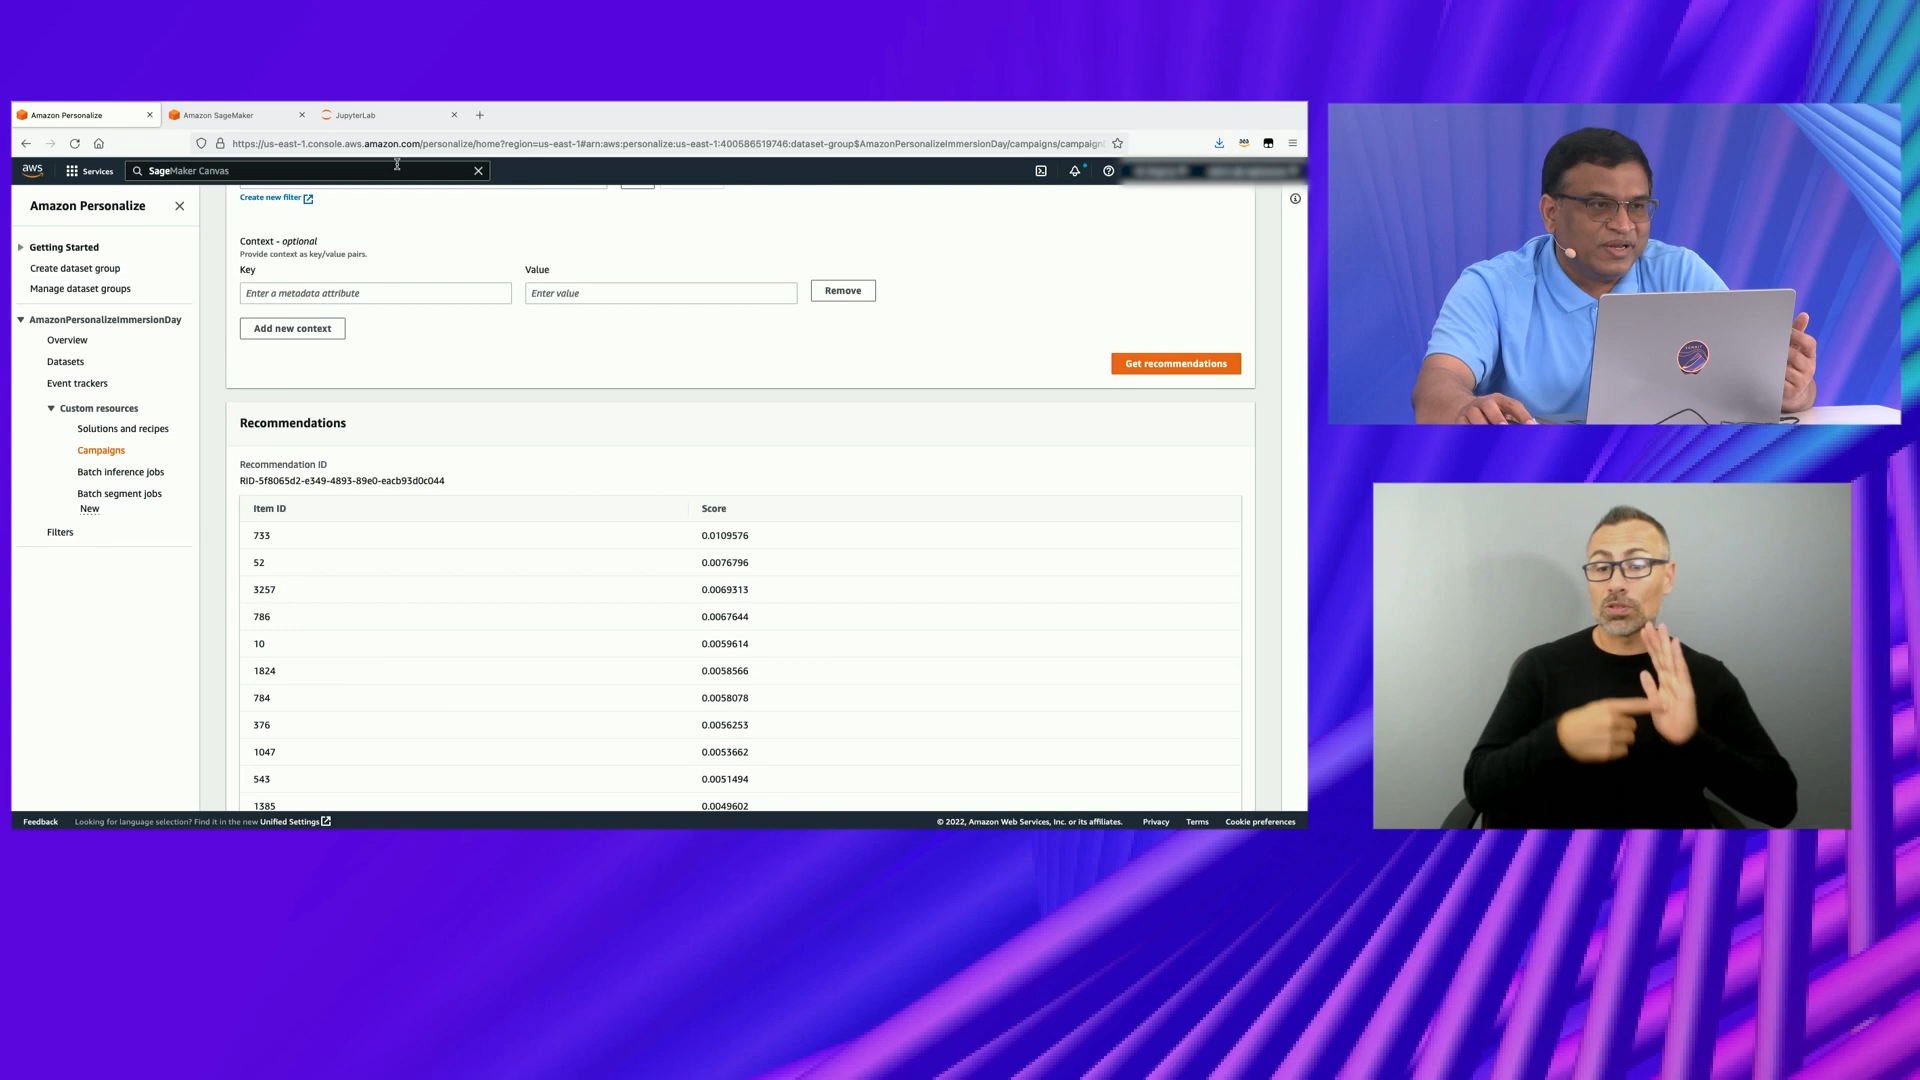 Amazon Personalize
Amazon SageMaker
JupyterLab
https://us-east-1.console.aws.amazon.com/personalize/home?region=us-east-1#arn:aws:personalize:us-east-1:400586519746:dataset-group$AmazonPersonalizeImmersionDay/campaigns/campaign
aws
Services
SageMaker Canvas
Amazon Personalize
Getting Started
Create dataset group
Manage dataset groups
AmazonPersonalizeImmersionDay
Overview
Datasets
Event trackers
Custom resources
Solutions and recipes
Campaigns
Batch inference jobs
Batch segment jobs
New
Filters
Create new filter
Context - optional
Provide context as key/value pairs.
Key Value
Enter a metadata attribute Enter value Remove
Add new context
Get recommendations
Recommendations
Recommendation ID
RID-5f8065d2-e349-4893-89e0-eacb93d0c044
Item ID Score
733 0.0109576
52 0.0076796
3257 0.0069313
786 0.0067644
10 0.0059614
1824 0.0058566
784 0.0058078
376 0.0056253
1047 0.0053662
543 0.0051494
1385 0.0049602
Feedback Looking for language selection? Find it in the new Unified Settings © 2022, Amazon Web Services, Inc. or its affiliates. Privacy Terms Cookie preferences